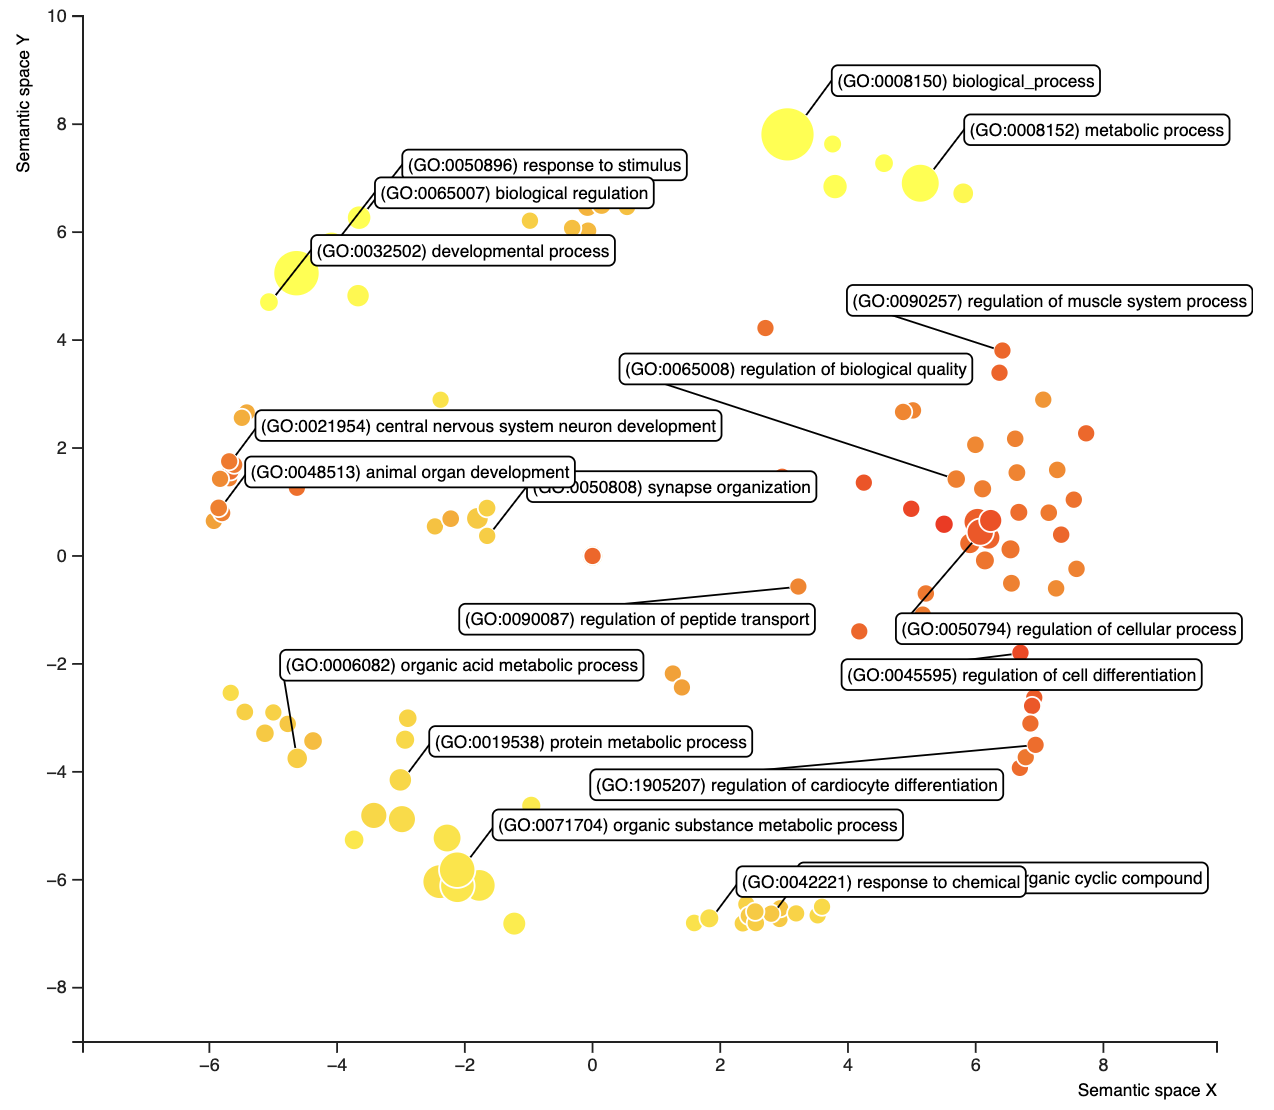 10
Semantic space Y
(GO:0008150) biological_process
8
(GO:0008152) metabolic process
(GO:0050896) response to stimulus
(GO:0065007) biological regulation
6
(GO:0032502) developmental process
(GO:0090257) regulation of muscle system process
4
(GO:0065008) regulation of biological quality
(GO:0021954) central nervous system neuron development
2
(GO:0048513) animal organ development
(GO:0050808) synapse organization
0
(GO:0090087) regulation of peptide transport
(GO:0050794) regulation of cellular process
−2
(GO:0006082) organic acid metabolic process
(GO:0045595) regulation of cell differentiation
(GO:0019538) protein metabolic process
−4
(GO:1905207) regulation of cardiocyte differentiation
(GO:0071704) organic substance metabolic process
−6
(GO:0042221) response to chemical
cyclic compound
−8
−6 −4 −2 0 2 4 6 8
Semantic space X